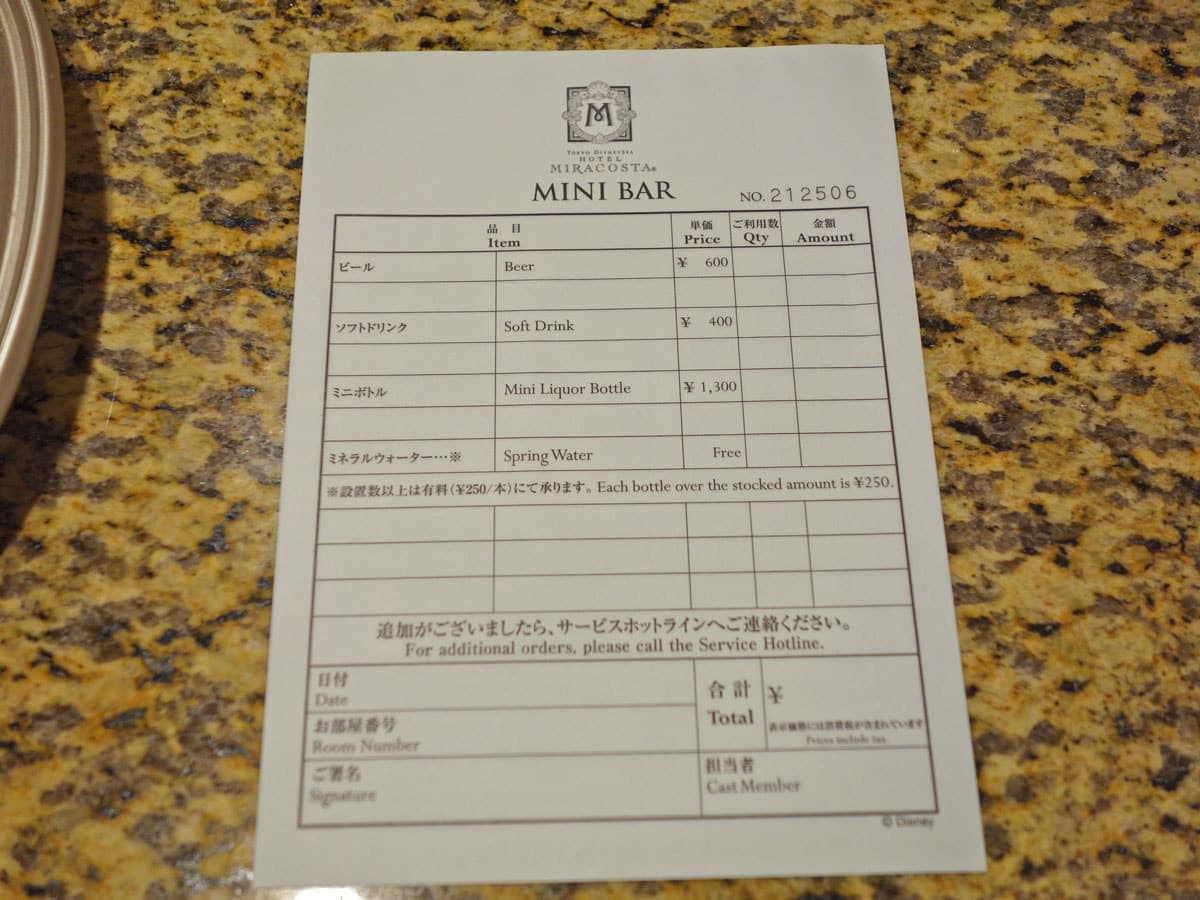 M
TOKYO DISNEYSEA
HOTEL
MIRACOSTA®
MINI BAR
NO. 212506
品 目 単価 ご利用数 金額
Item Price Qty Amount
ビール Beer ¥ 600
ソフトドリンク Soft Drink ¥ 400
ミニボトル Mini Liquor Bottle ¥ 1,300
ミネラルウォーター…※ Spring Water Free
※設置数以上は有料(¥250/本)にて承ります。Each bottle over the stocked amount is ¥250.
追加がございましたら、サービスホットラインへご連絡ください。
For additional orders, please call the Service Hotline.
日付
Date
お部屋番号
Room Number
ご署名
Signature
合 計 ¥
Total
表示価格には消費税が含まれています
Prices include tax.
担当者
Cast Member
© Disney